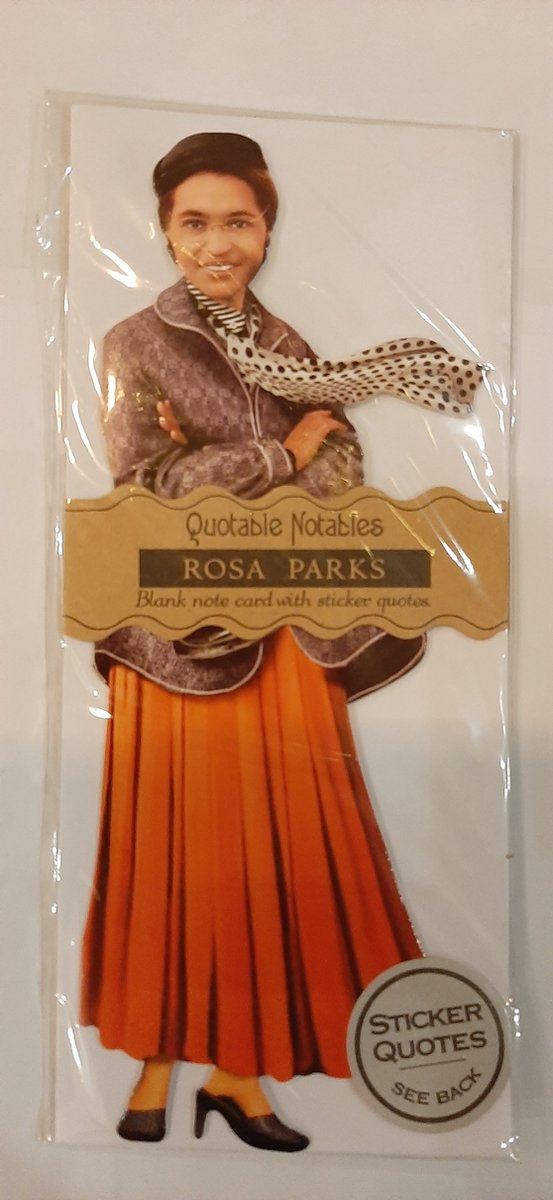 Quotable Notables
ROSA PARKS
Blank note card with sticker quotes.
STICKER
QUOTES
SEE BACK